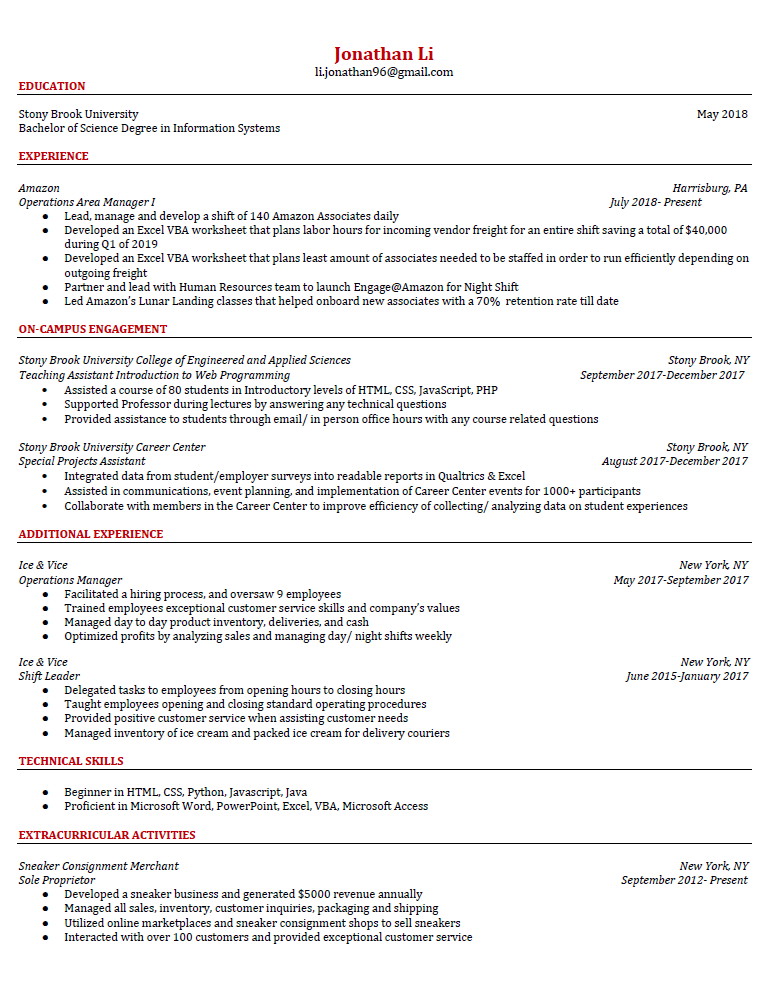 Jonathan Li
li.jonathan96@gmail.com
EDUCATION
Stony Brook University May 2018
Bachelor of Science Degree in Information Systems
EXPERIENCE
Amazon Harrisburg, PA
Operations Area Manager I July 2018- Present
● Lead, manage and develop a shift of 140 Amazon Associates daily
● Developed an Excel VBA worksheet that plans labor hours for incoming vendor freight for an entire shift saving a total of $40,000
during Q1 of 2019
● Developed an Excel VBA worksheet that plans least amount of associates needed to be staffed in order to run efficiently depending on
outgoing freight
● Partner and lead with Human Resources team to launch Engage@Amazon for Night Shift
● Led Amazon's Lunar Landing classes that helped onboard new associates with a 70% retention rate till date
ON-CAMPUS ENGAGEMENT
Stony Brook University College of Engineered and Applied Sciences Stony Brook, NY
Teaching Assistant Introduction to Web Programming September 2017-December 2017
• Assisted a course of 80 students in Introductory levels of HTML, CSS, JavaScript, PHP
• Supported Professor during lectures by answering any technical questions
• Provided assistance to students through email/ in person office hours with any course related questions
Stony Brook University Career Center Stony Brook, NY
Special Projects Assistant August 2017-December 2017
• Integrated data from student/employer surveys into readable reports in Qualtrics & Excel
• Assisted in communications, event planning, and implementation of Career Center events for 1000+ participants
• Collaborate with members in the Career Center to improve efficiency of collecting/ analyzing data on student experiences
ADDITIONAL EXPERIENCE
Ice & Vice New York, NY
Operations Manager May 2017-September 2017
● Facilitated a hiring process, and oversaw 9 employees
● Trained employees exceptional customer service skills and company's values
● Managed day to day product inventory, deliveries, and cash
● Optimized profits by analyzing sales and managing day/ night shifts weekly
Ice & Vice New York, NY
Shift Leader June 2015-January 2017
● Delegated tasks to employees from opening hours to closing hours
● Taught employees opening and closing standard operating procedures
● Provided positive customer service when assisting customer needs
● Managed inventory of ice cream and packed ice cream for delivery couriers
TECHNICAL SKILLS
● Beginner in HTML, CSS, Python, Javascript, Java
● Proficient in Microsoft Word, PowerPoint, Excel, VBA, Microsoft Access
EXTRACURRICULAR ACTIVITIES
Sneaker Consignment Merchant New York, NY
Sole Proprietor September 2012- Present
● Developed a sneaker business and generated $5000 revenue annually
● Managed all sales, inventory, customer inquiries, packaging and shipping
● Utilized online marketplaces and sneaker consignment shops to sell sneakers
● Interacted with over 100 customers and provided exceptional customer service